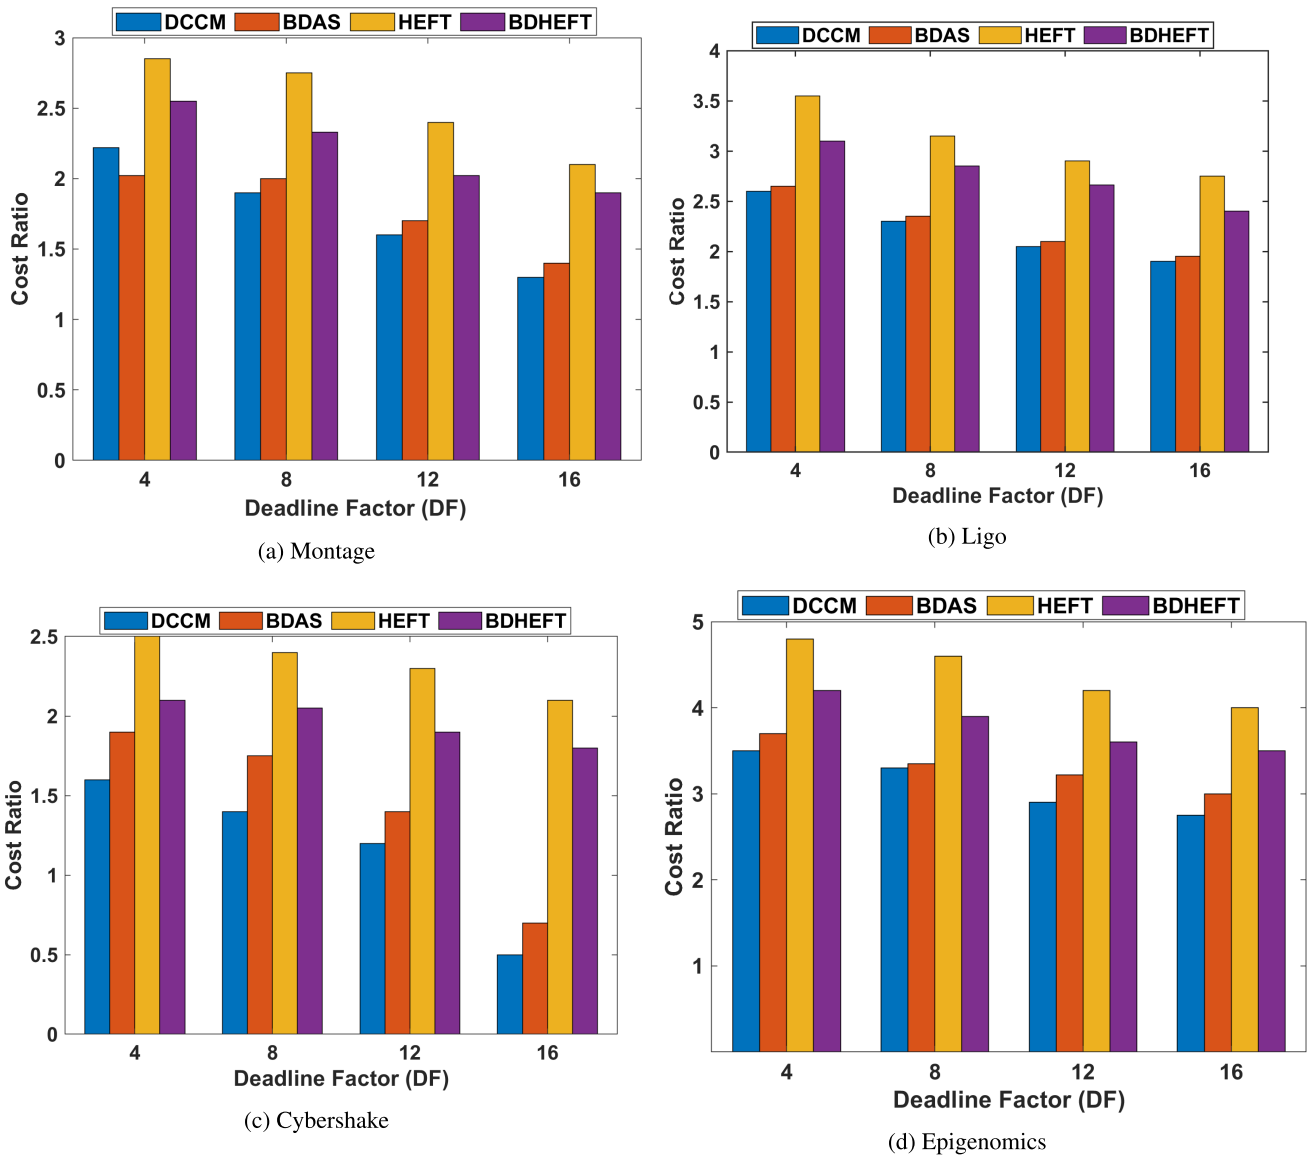 DCCM BDAS HEFT BDHEFT
3
2.5
2
1.5
1
0.5
0
Cost Ratio
4 8 12 16
Deadline Factor (DF)
(a) Montage
DCCM BDAS HEFT BDHEFT
4
3.5
3
2.5
2
1.5
1
0.5
0
Cost Ratio
4 8 12 16
Deadline Factor (DF)
(b) Ligo
DCCM BDAS HEFT BDHEFT
2.5
2
1.5
1
0.5
0
Cost Ratio
4 8 12 16
Deadline Factor (DF)
(c) Cybershake
DCCM BDAS HEFT BDHEFT
5
4
3
2
1
Cost Ratio
4 8 12 16
Deadline Factor (DF)
(d) Epigenomics